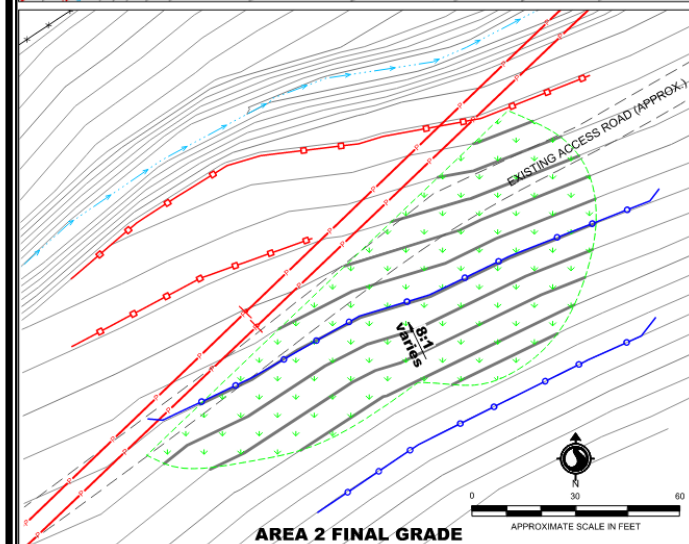 EXISTING ACCESS ROAD (APPROX.)
8:1
varies
N
0 30 60
APPROXIMATE SCALE IN FEET
AREA 2 FINAL GRADE